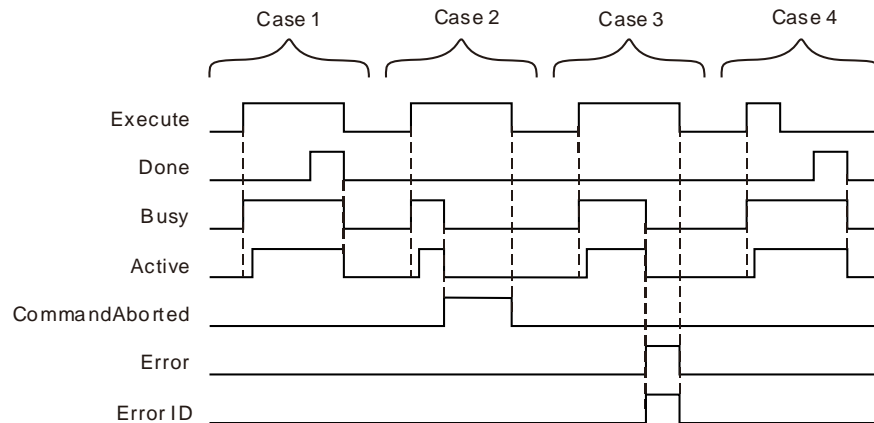 Case 1 Case 2 Case 3 Case 4
Execute
Done
Busy
Active
CommandAborted
Error
Error ID